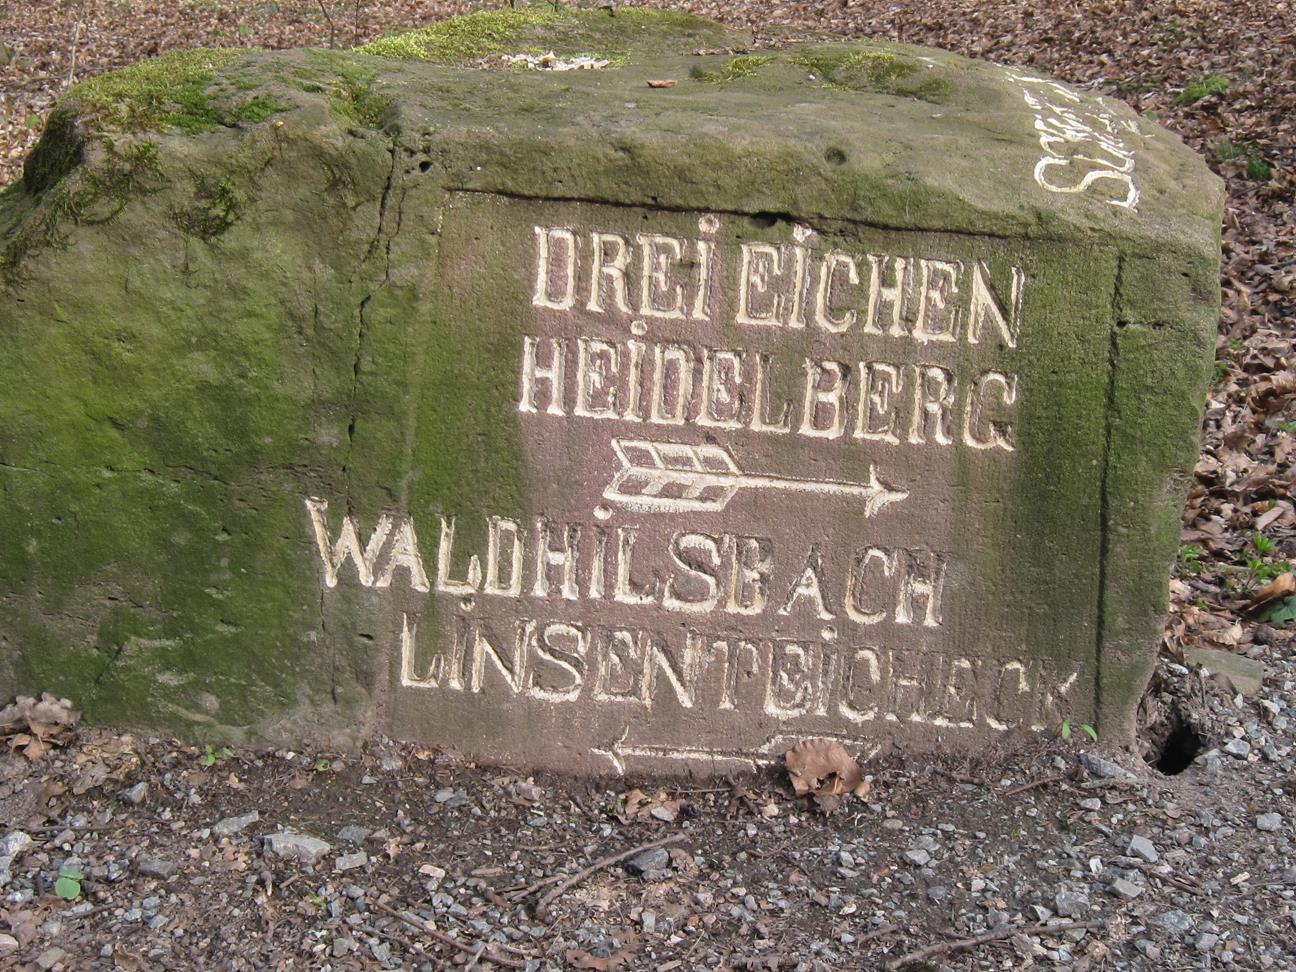 DREi EiCHEN
HEiDELBERG
WALDHiLSBACH
LiNSENTEiCHECK